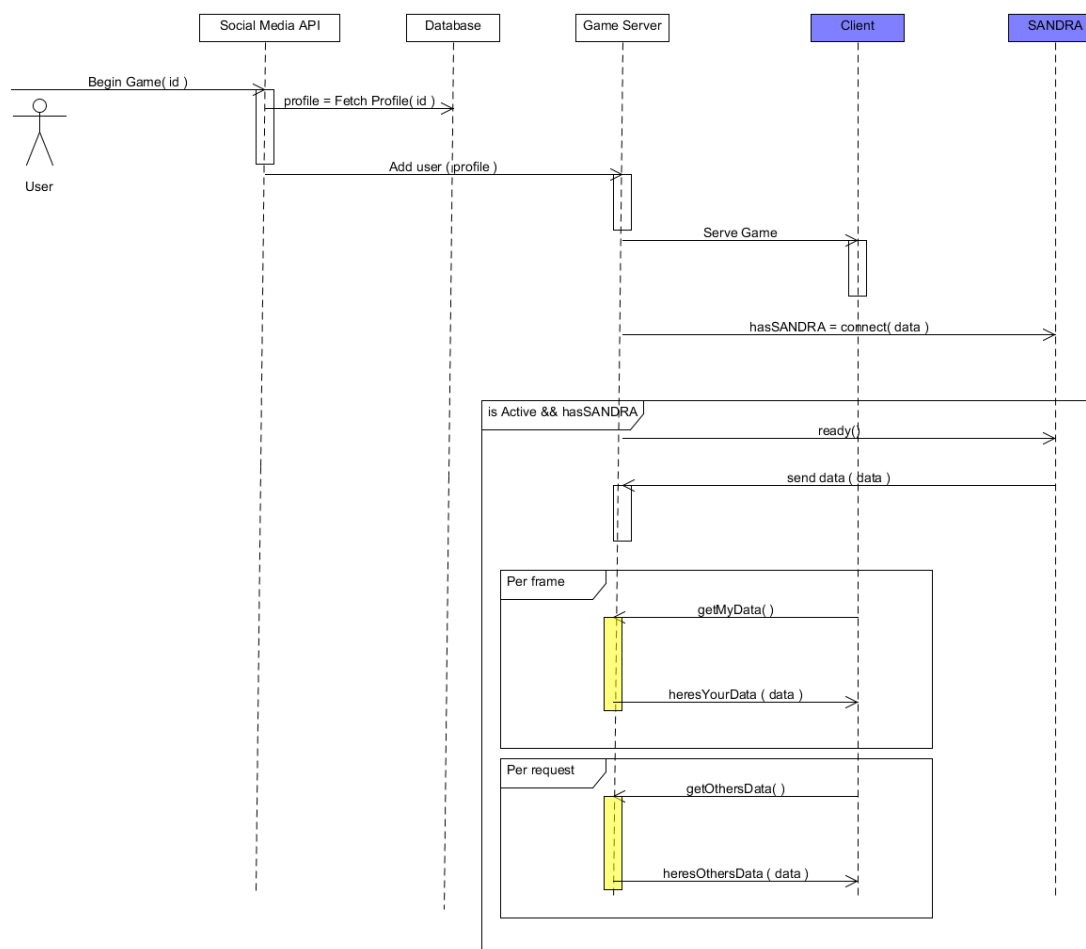 Social Media API
Database
Game Server
Client
SANDRA
Begin Game( id )
profile = Fetch Profile( id )
User
Add user ( profile )
Serve Game
hasSANDRA = connect( data )
is Active && hasSANDRA
ready()
send data ( data )
Per frame
getMyData( )
heresYourData ( data )
Per request
getOthersData( )
heresOthersData ( data )